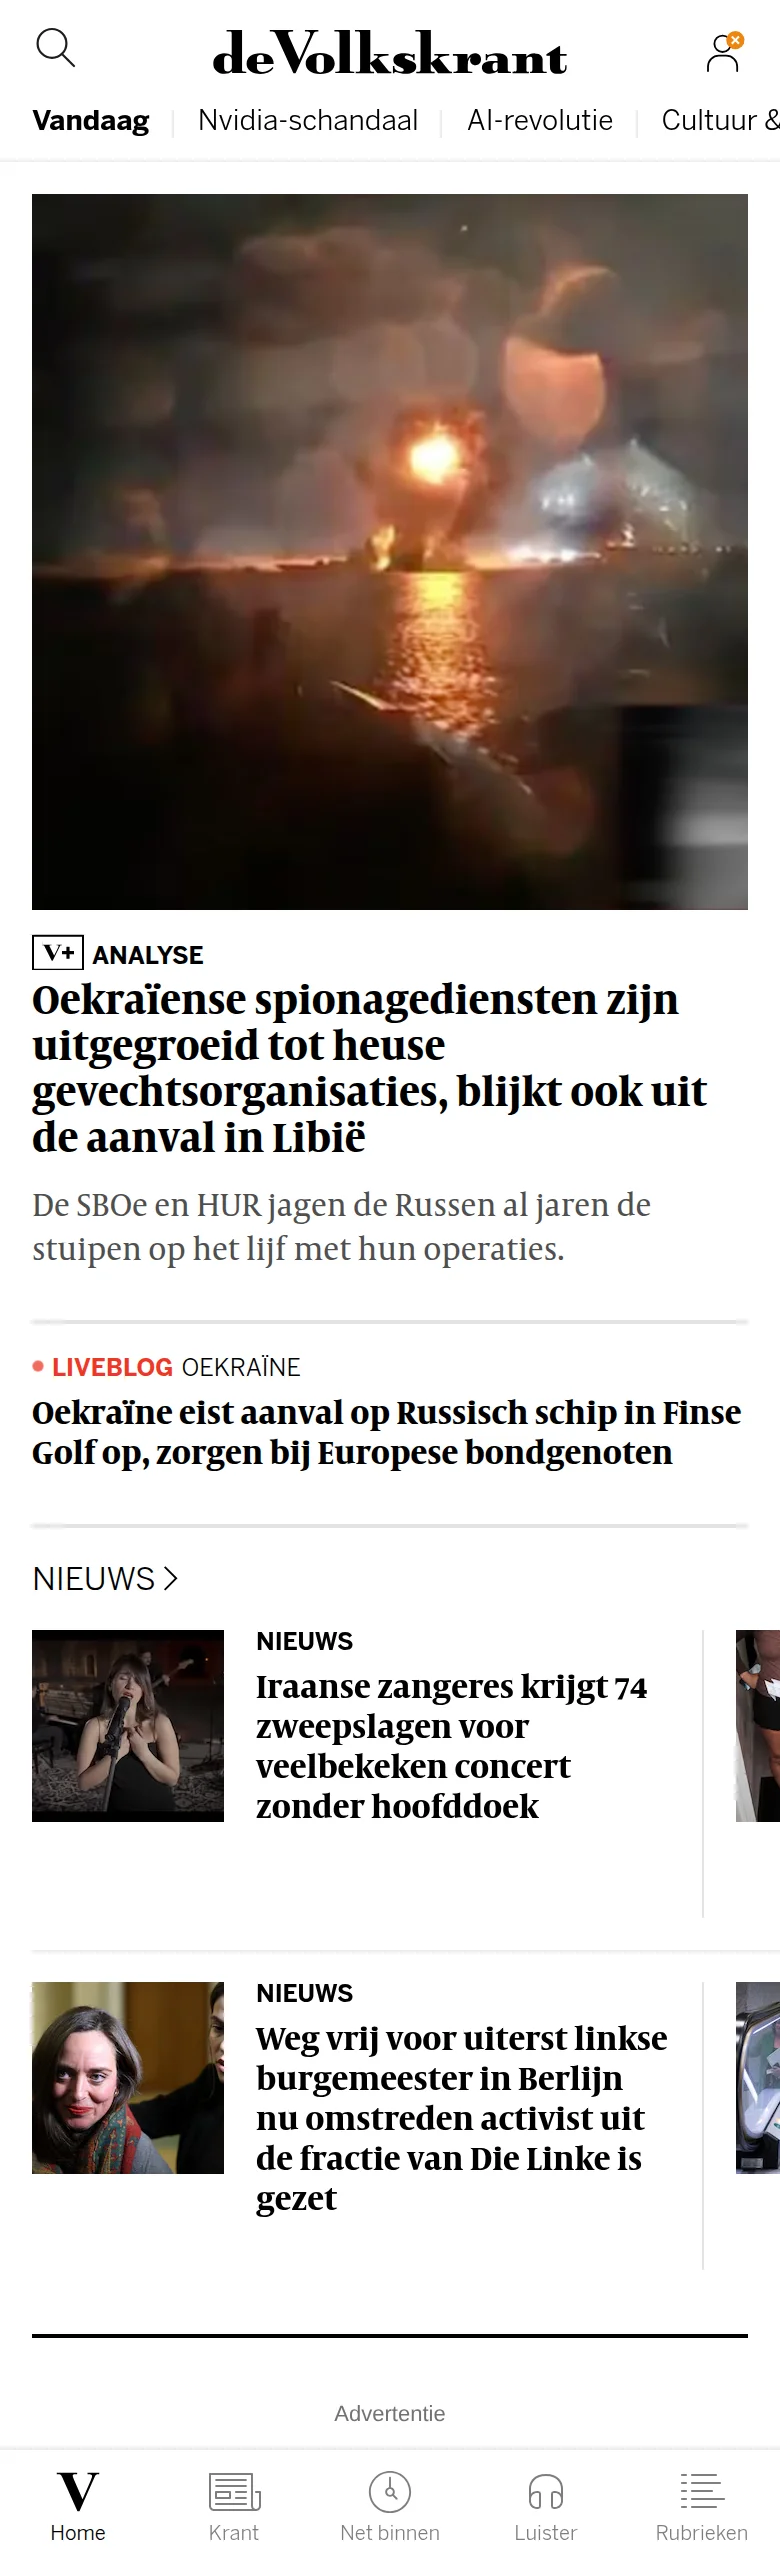 deVolkskrant
Vandaag
Nvidia-schandaal
AI-revolutie
Cultuur &
V+ ANALYSE
Oekraïense spionagediensten zijn
uitgegroeid tot heuse
gevechtsorganisaties, blijkt ook uit
de aanval in Libië
De SBOe en HUR jagen de Russen al jaren de
stuipen op het lijf met hun operaties.
LIVEBLOG OEKRAÏNE
Oekraïne eist aanval op Russisch schip in Finse
Golf op, zorgen bij Europese bondgenoten
NIEUWS
NIEUWS
Iraanse zangeres krijgt 74
zweepslagen voor
veelbekeken concert
zonder hoofddoek
NIEUWS
Weg vrij voor uiterst linkse
burgemeester in Berlijn
nu omstreden activist uit
de fractie van Die Linke is
gezet
Advertentie
V
Home
Krant
Net binnen
Luister
Rubrieken